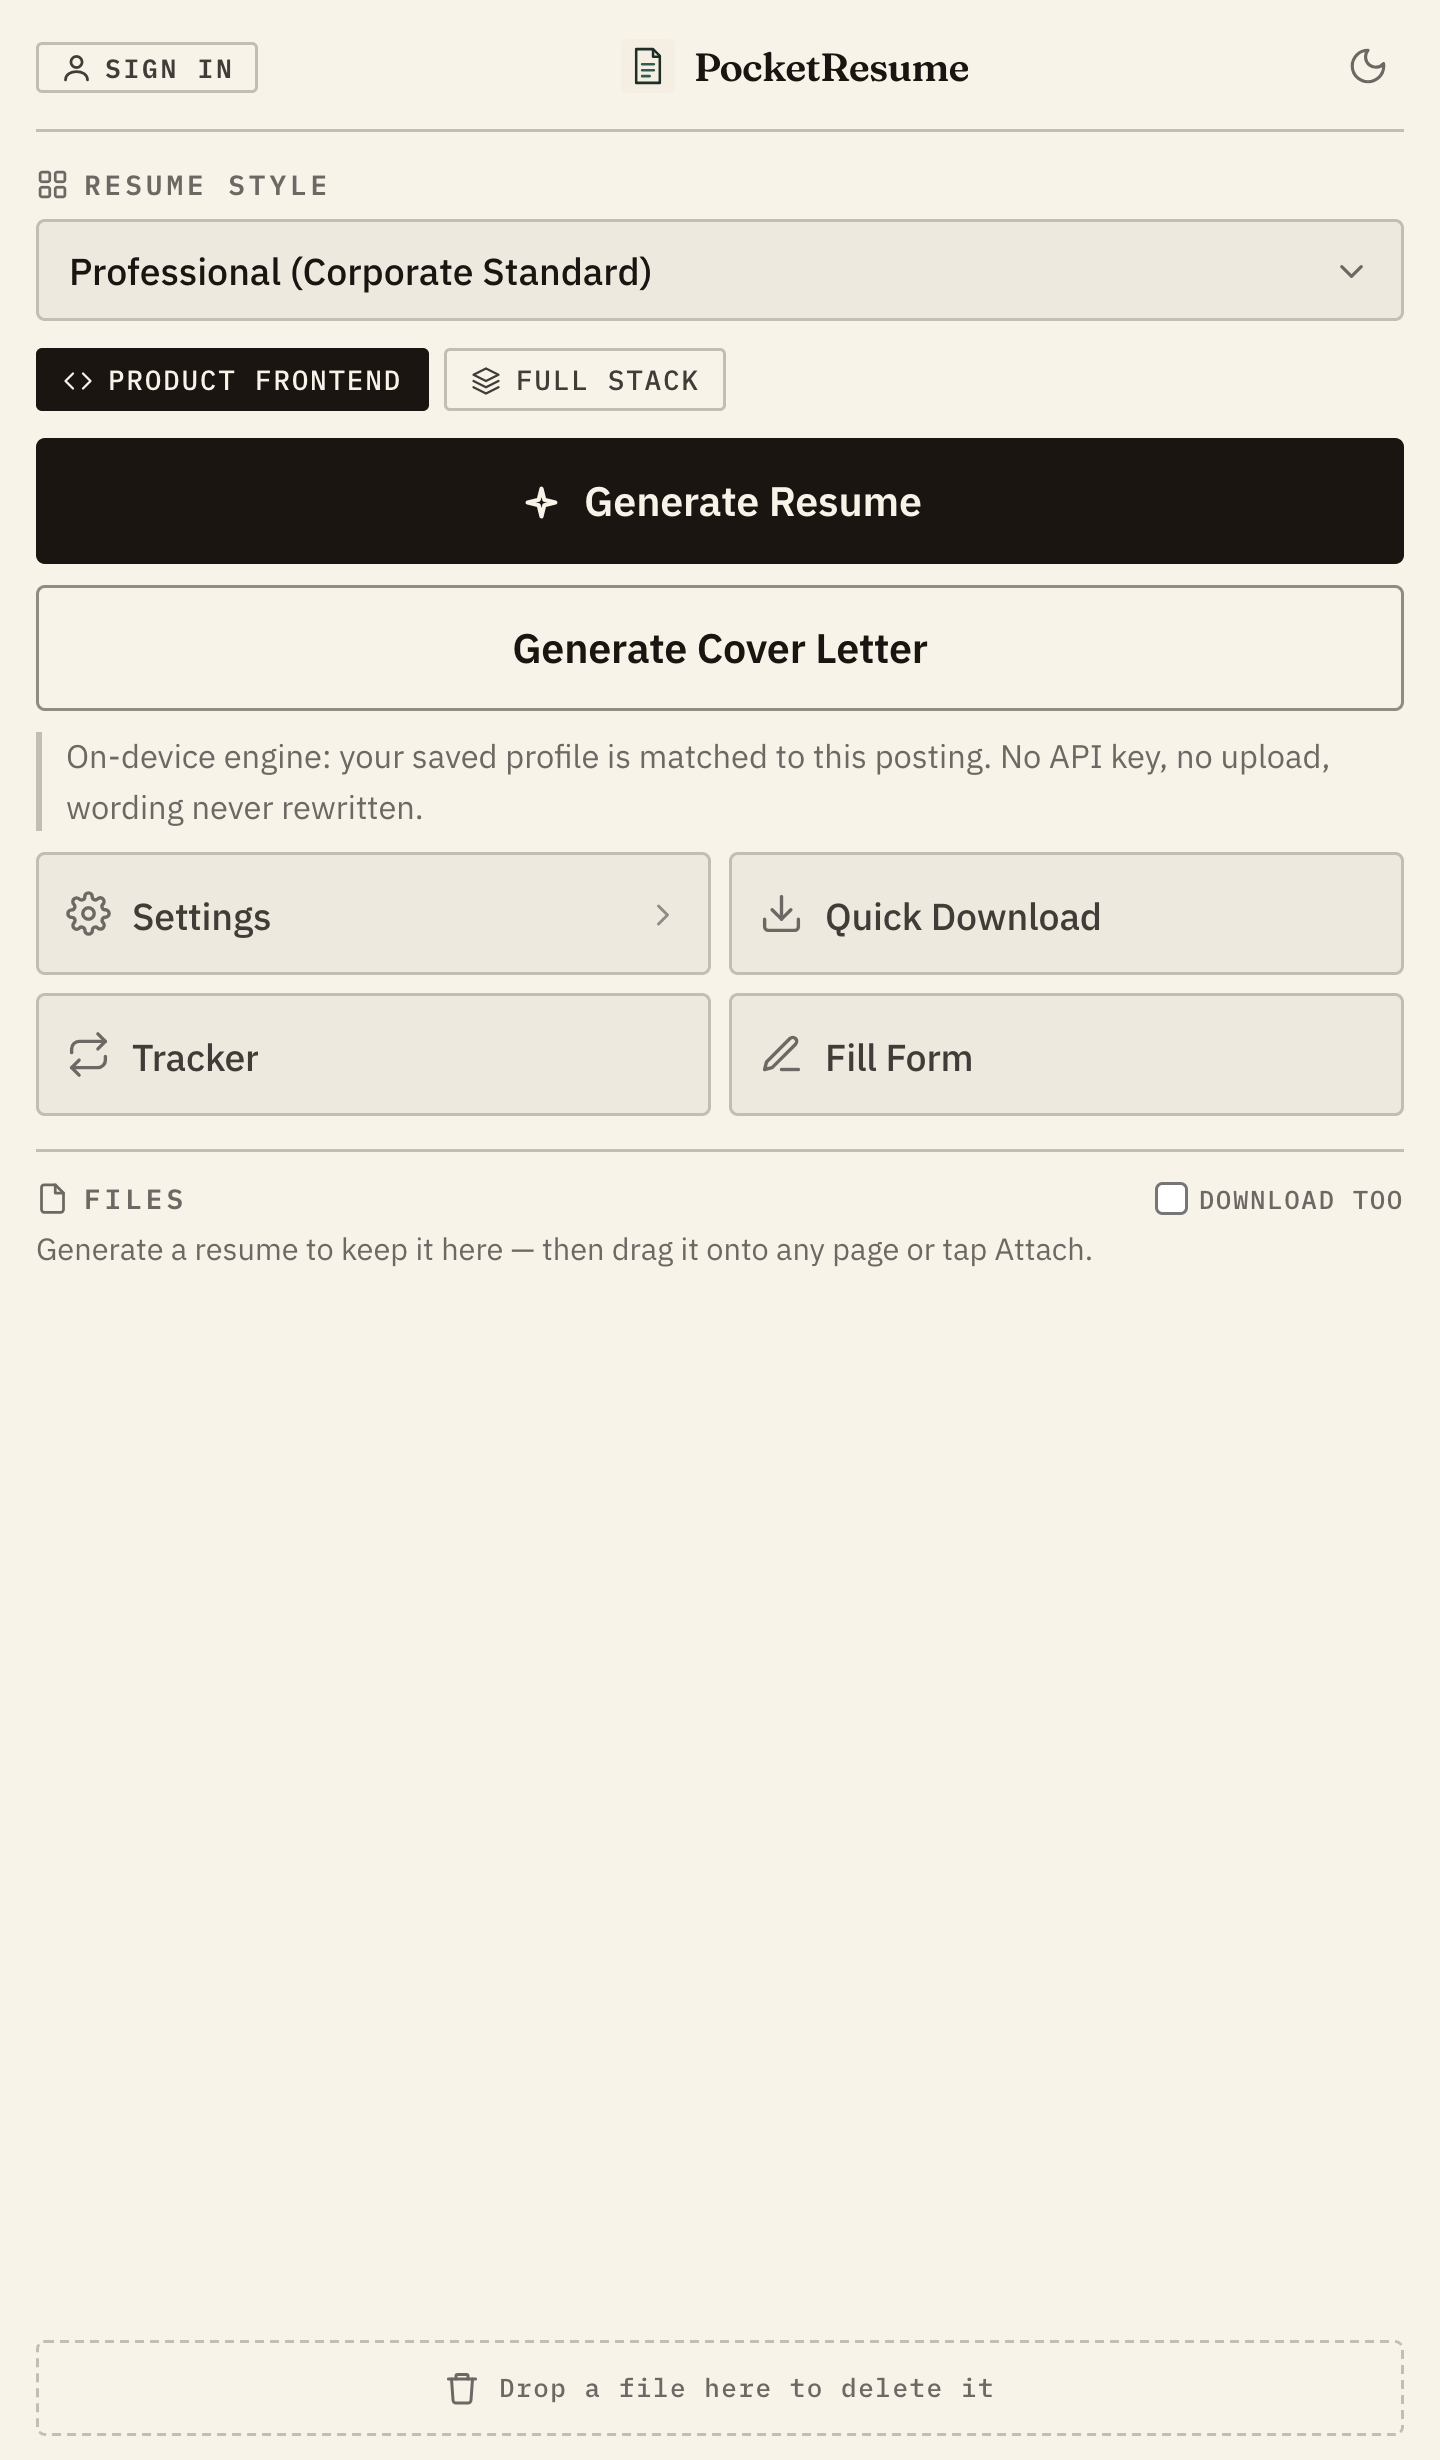 SIGN IN
PocketResume
RESUME STYLE
Professional (Corporate Standard)
PRODUCT FRONTEND
FULL STACK
Generate Resume
Generate Cover Letter
On-device engine: your saved profile is matched to this posting. No API key, no upload,
wording never rewritten.
Settings
Quick Download
Tracker
Fill Form
FILES
DOWNLOAD TOO
Generate a resume to keep it here — then drag it onto any page or tap Attach.
Drop a file here to delete it